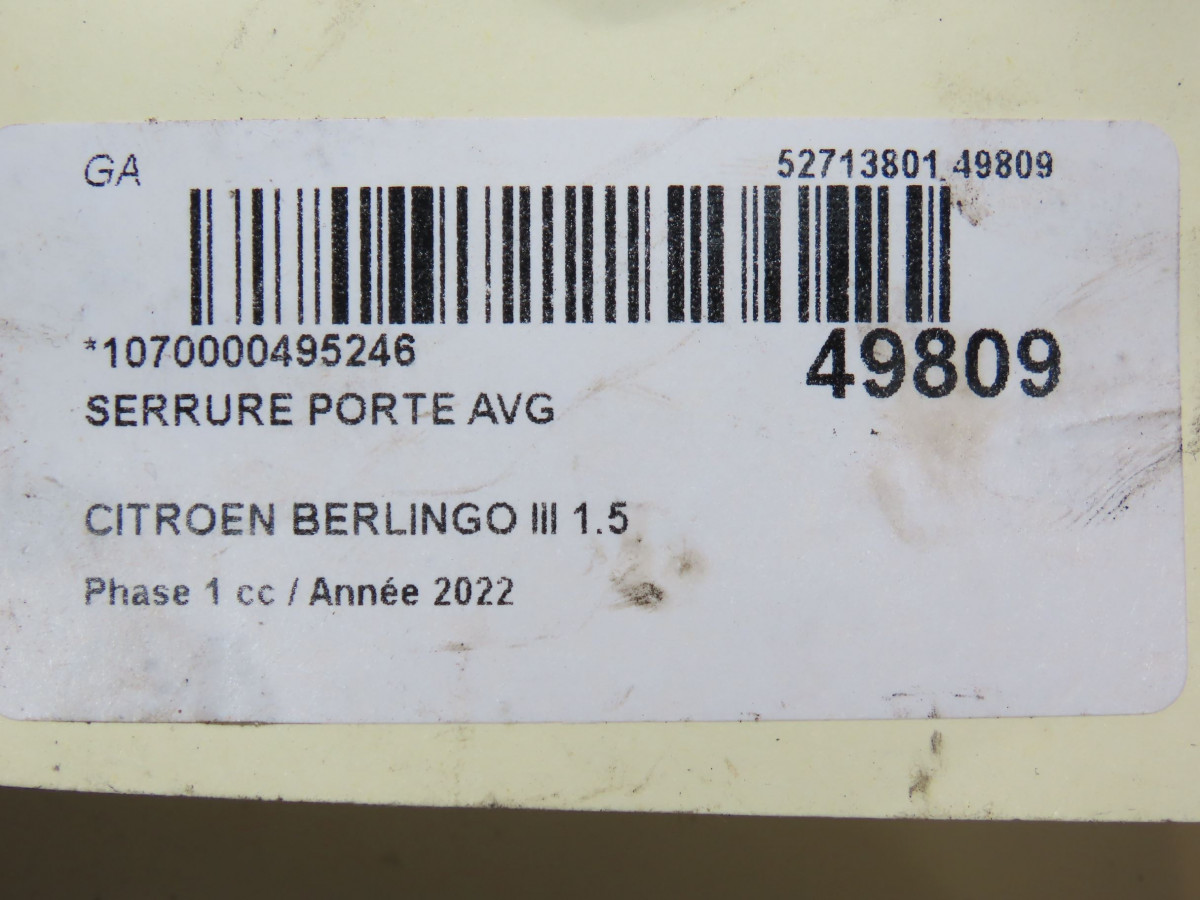 GA
52713801 49809
*1070000495246
49809
SERRURE PORTE AVG
CITROEN BERLINGO III 1.5
Phase 1 cc / Année 2022